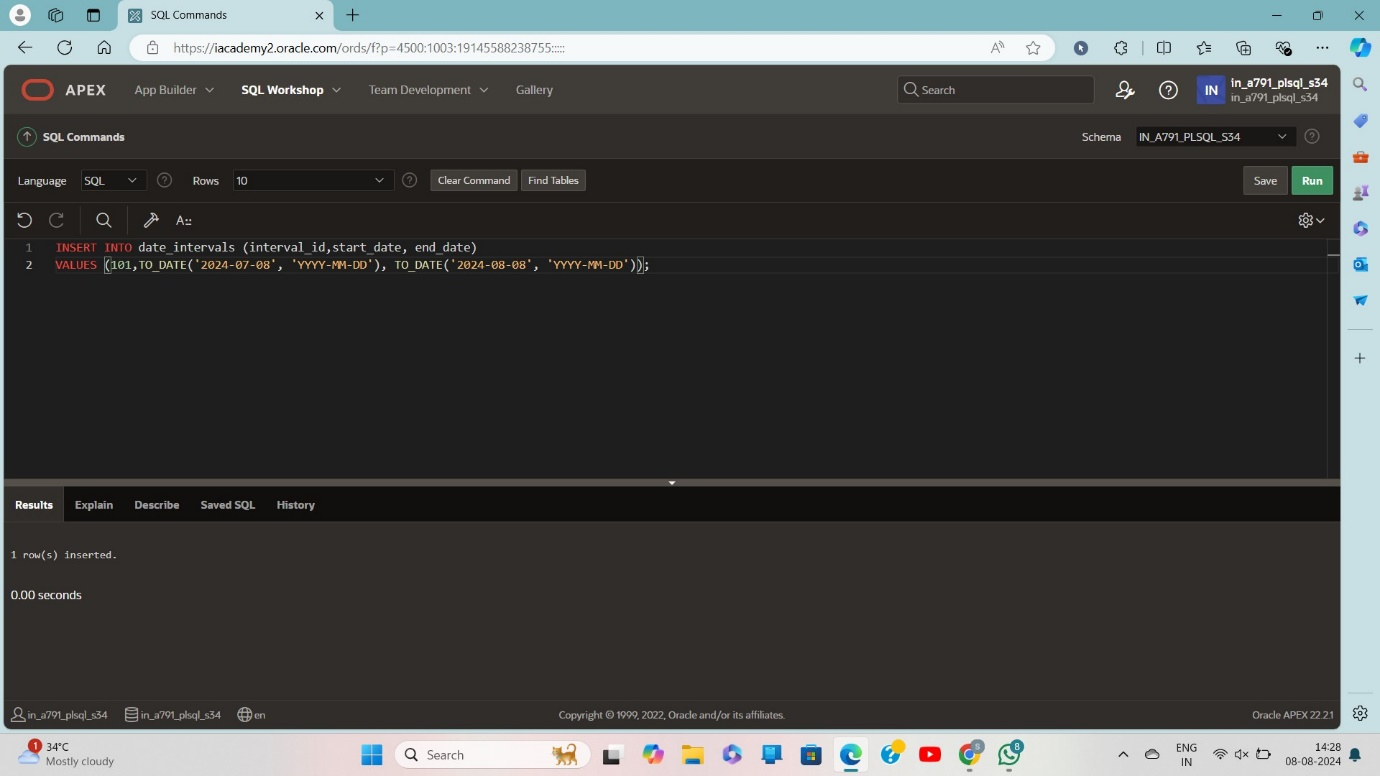 SQL Commands
https://iacademy2.oracle.com/ords/f?p=4500:1003:19145588238755:::::
APEX App Builder SQL Workshop Team Development Gallery Search IN in_a791_plsql_s34
in_a791_plsql_s34
SQL Commands Schema IN_A791_PLSQL_S34
Language SQL Rows 10 Clear Command Find Tables Save Run
A::
1 INSERT INTO date_intervals (interval_id,start_date, end_date)
2 VALUES (101,TO_DATE('2024-07-08', 'YYYY-MM-DD'), TO_DATE('2024-08-08', 'YYYY-MM-DD'));
Results Explain Describe Saved SQL History
1 row(s) inserted.
0.00 seconds
in_a791_plsql_s34 in_a791_plsql_s34 en Copyright © 1999, 2022, Oracle and/or its affiliates. Oracle APEX 22.2.1
1 34°C
Mostly cloudy
Search
S
8
ENG
IN
14:28
08-08-2024